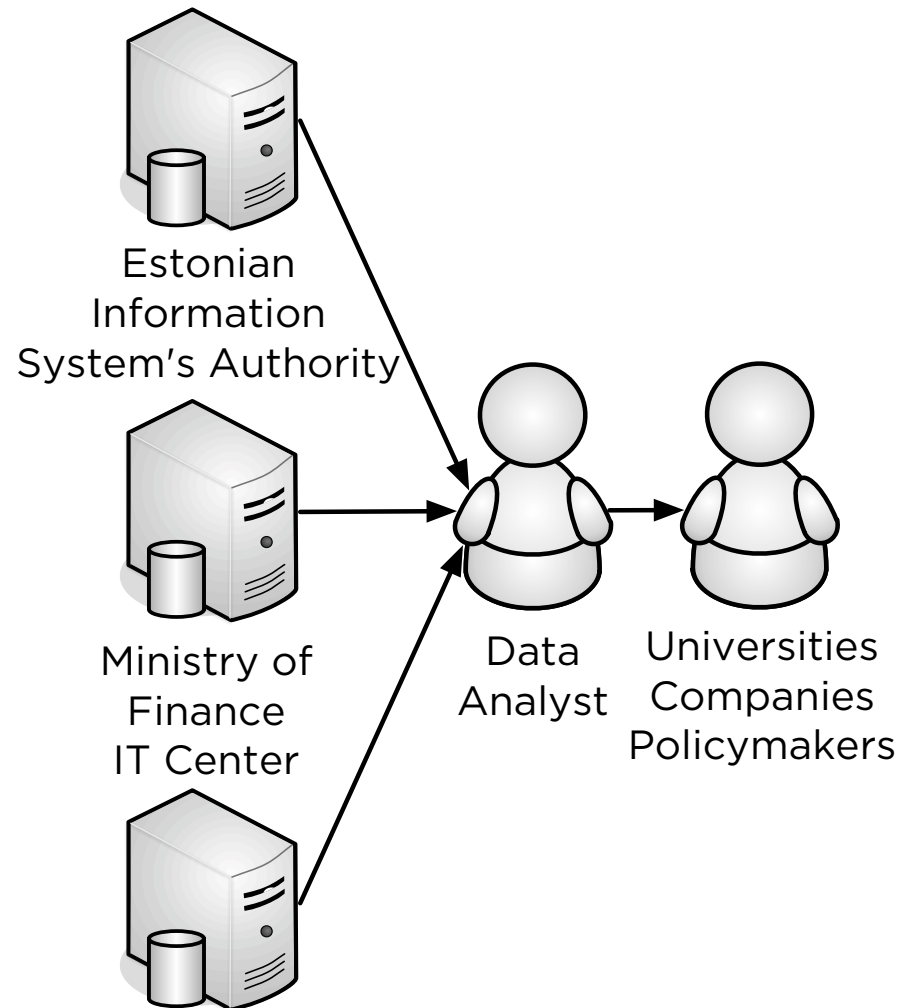 Estonian
Information
System's Authority
Ministry of
Finance
IT Center
Data
Analyst
Universities
Companies
Policymakers